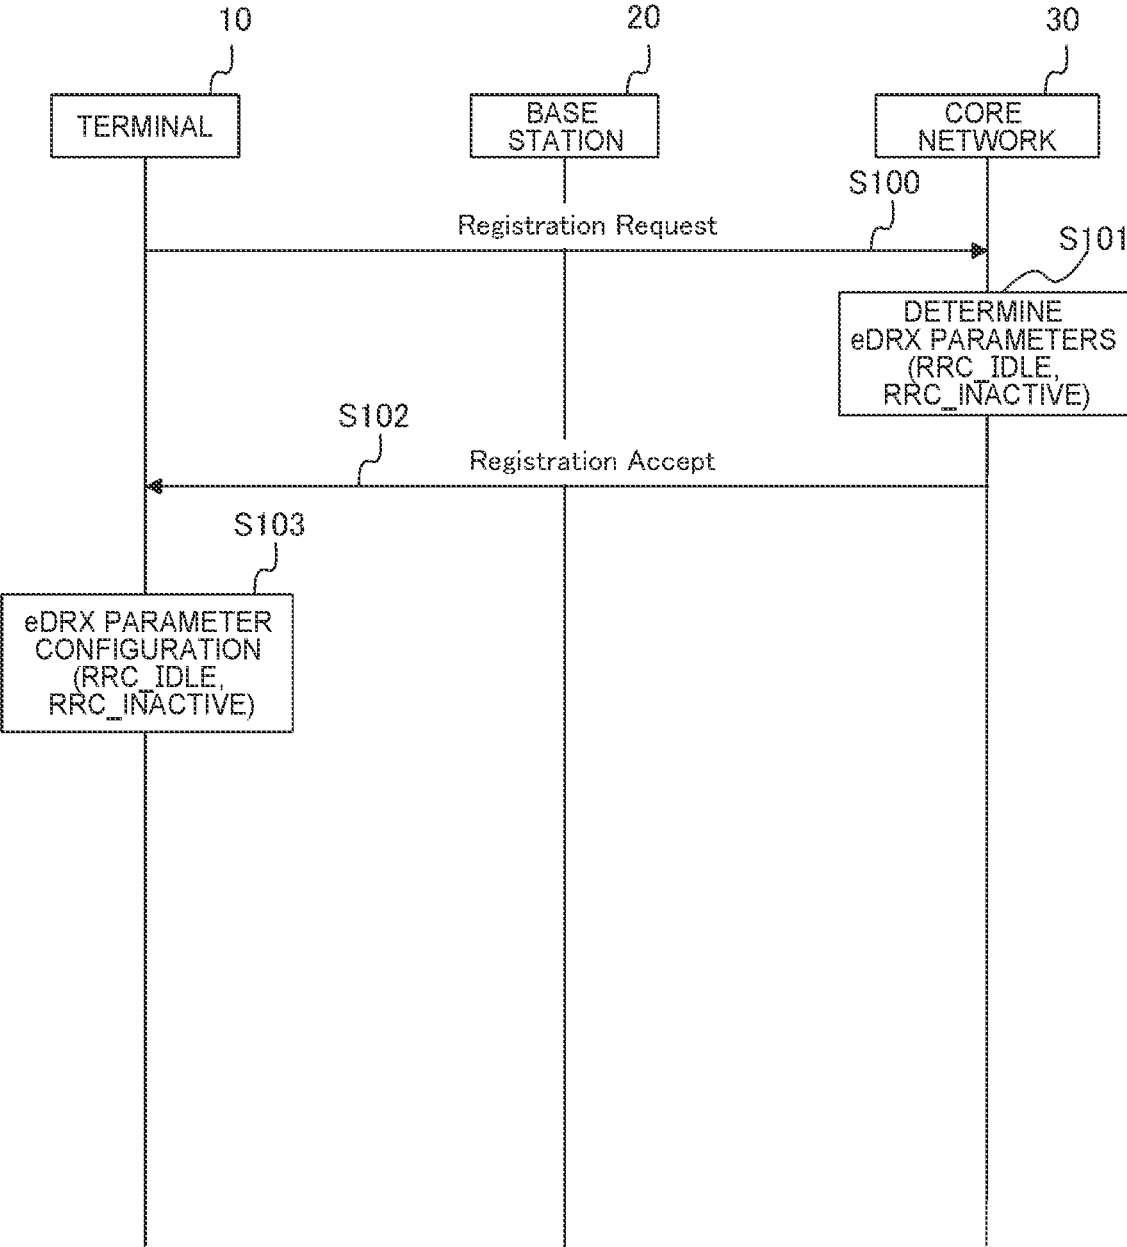 10
20
30
TERMINAL
BASE
STATION
CORE
NETWORK
S100
Registration Request
S101
DETERMINE
eDRX PARAMETERS
(RRC_IDLE,
RRC_INACTIVE)
S102
Registration Accept
S103
eDRX PARAMETER
CONFIGURATION
(RRC_IDLE,
RRC_INACTIVE)